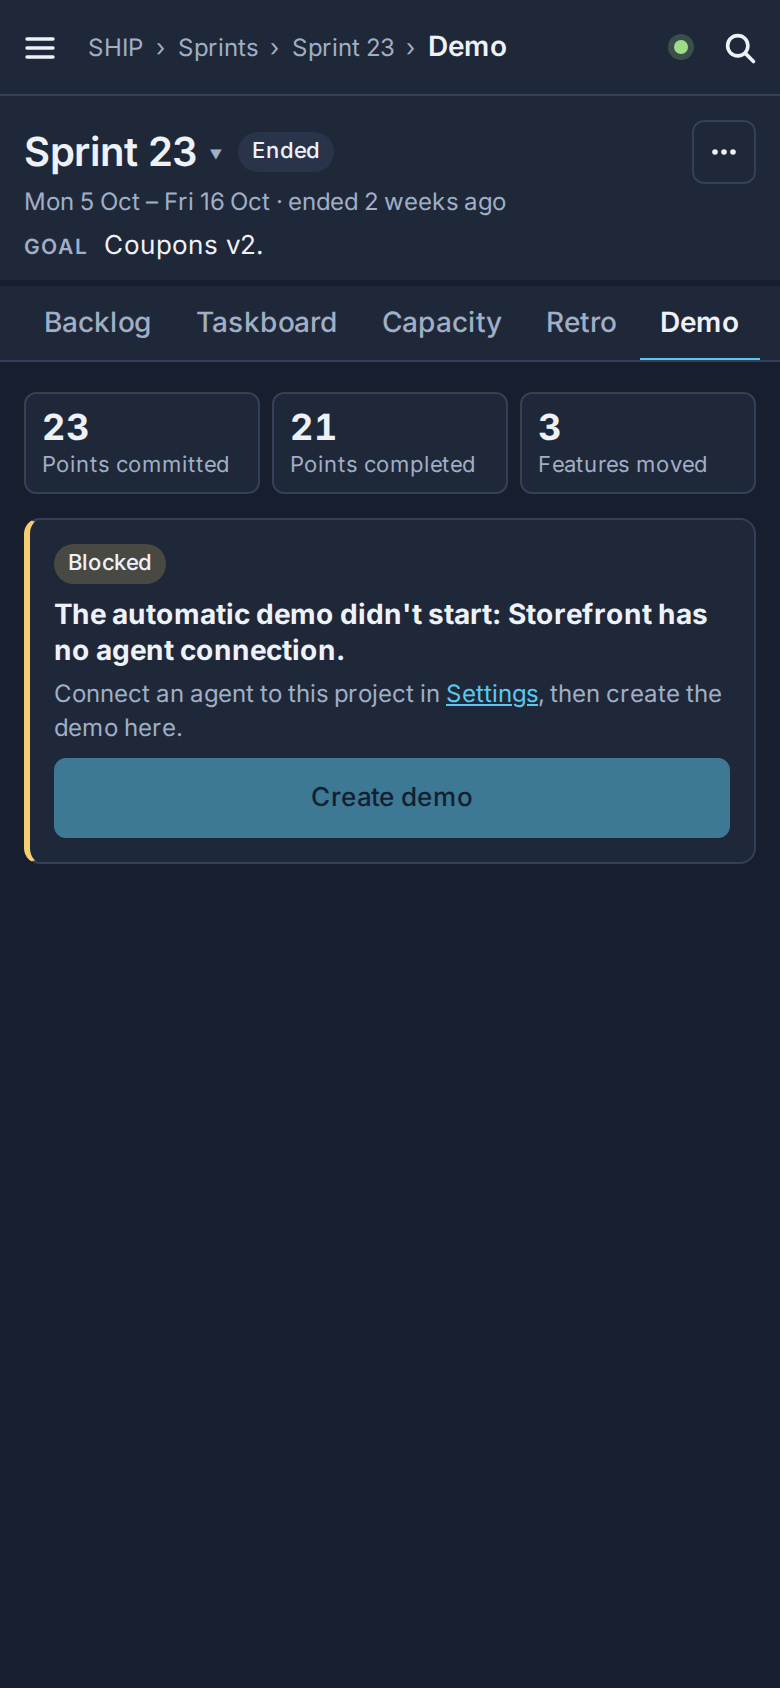 SHIP › Sprints › Sprint 23 › Demo
Sprint 23 ▾ Ended
Mon 5 Oct – Fri 16 Oct · ended 2 weeks ago
GOAL Coupons v2.
Backlog Taskboard Capacity Retro Demo
23 21 3
Points committed Points completed Features moved
Blocked
The automatic demo didn't start: Storefront has
no agent connection.
Connect an agent to this project in Settings, then create the
demo here.
Create demo